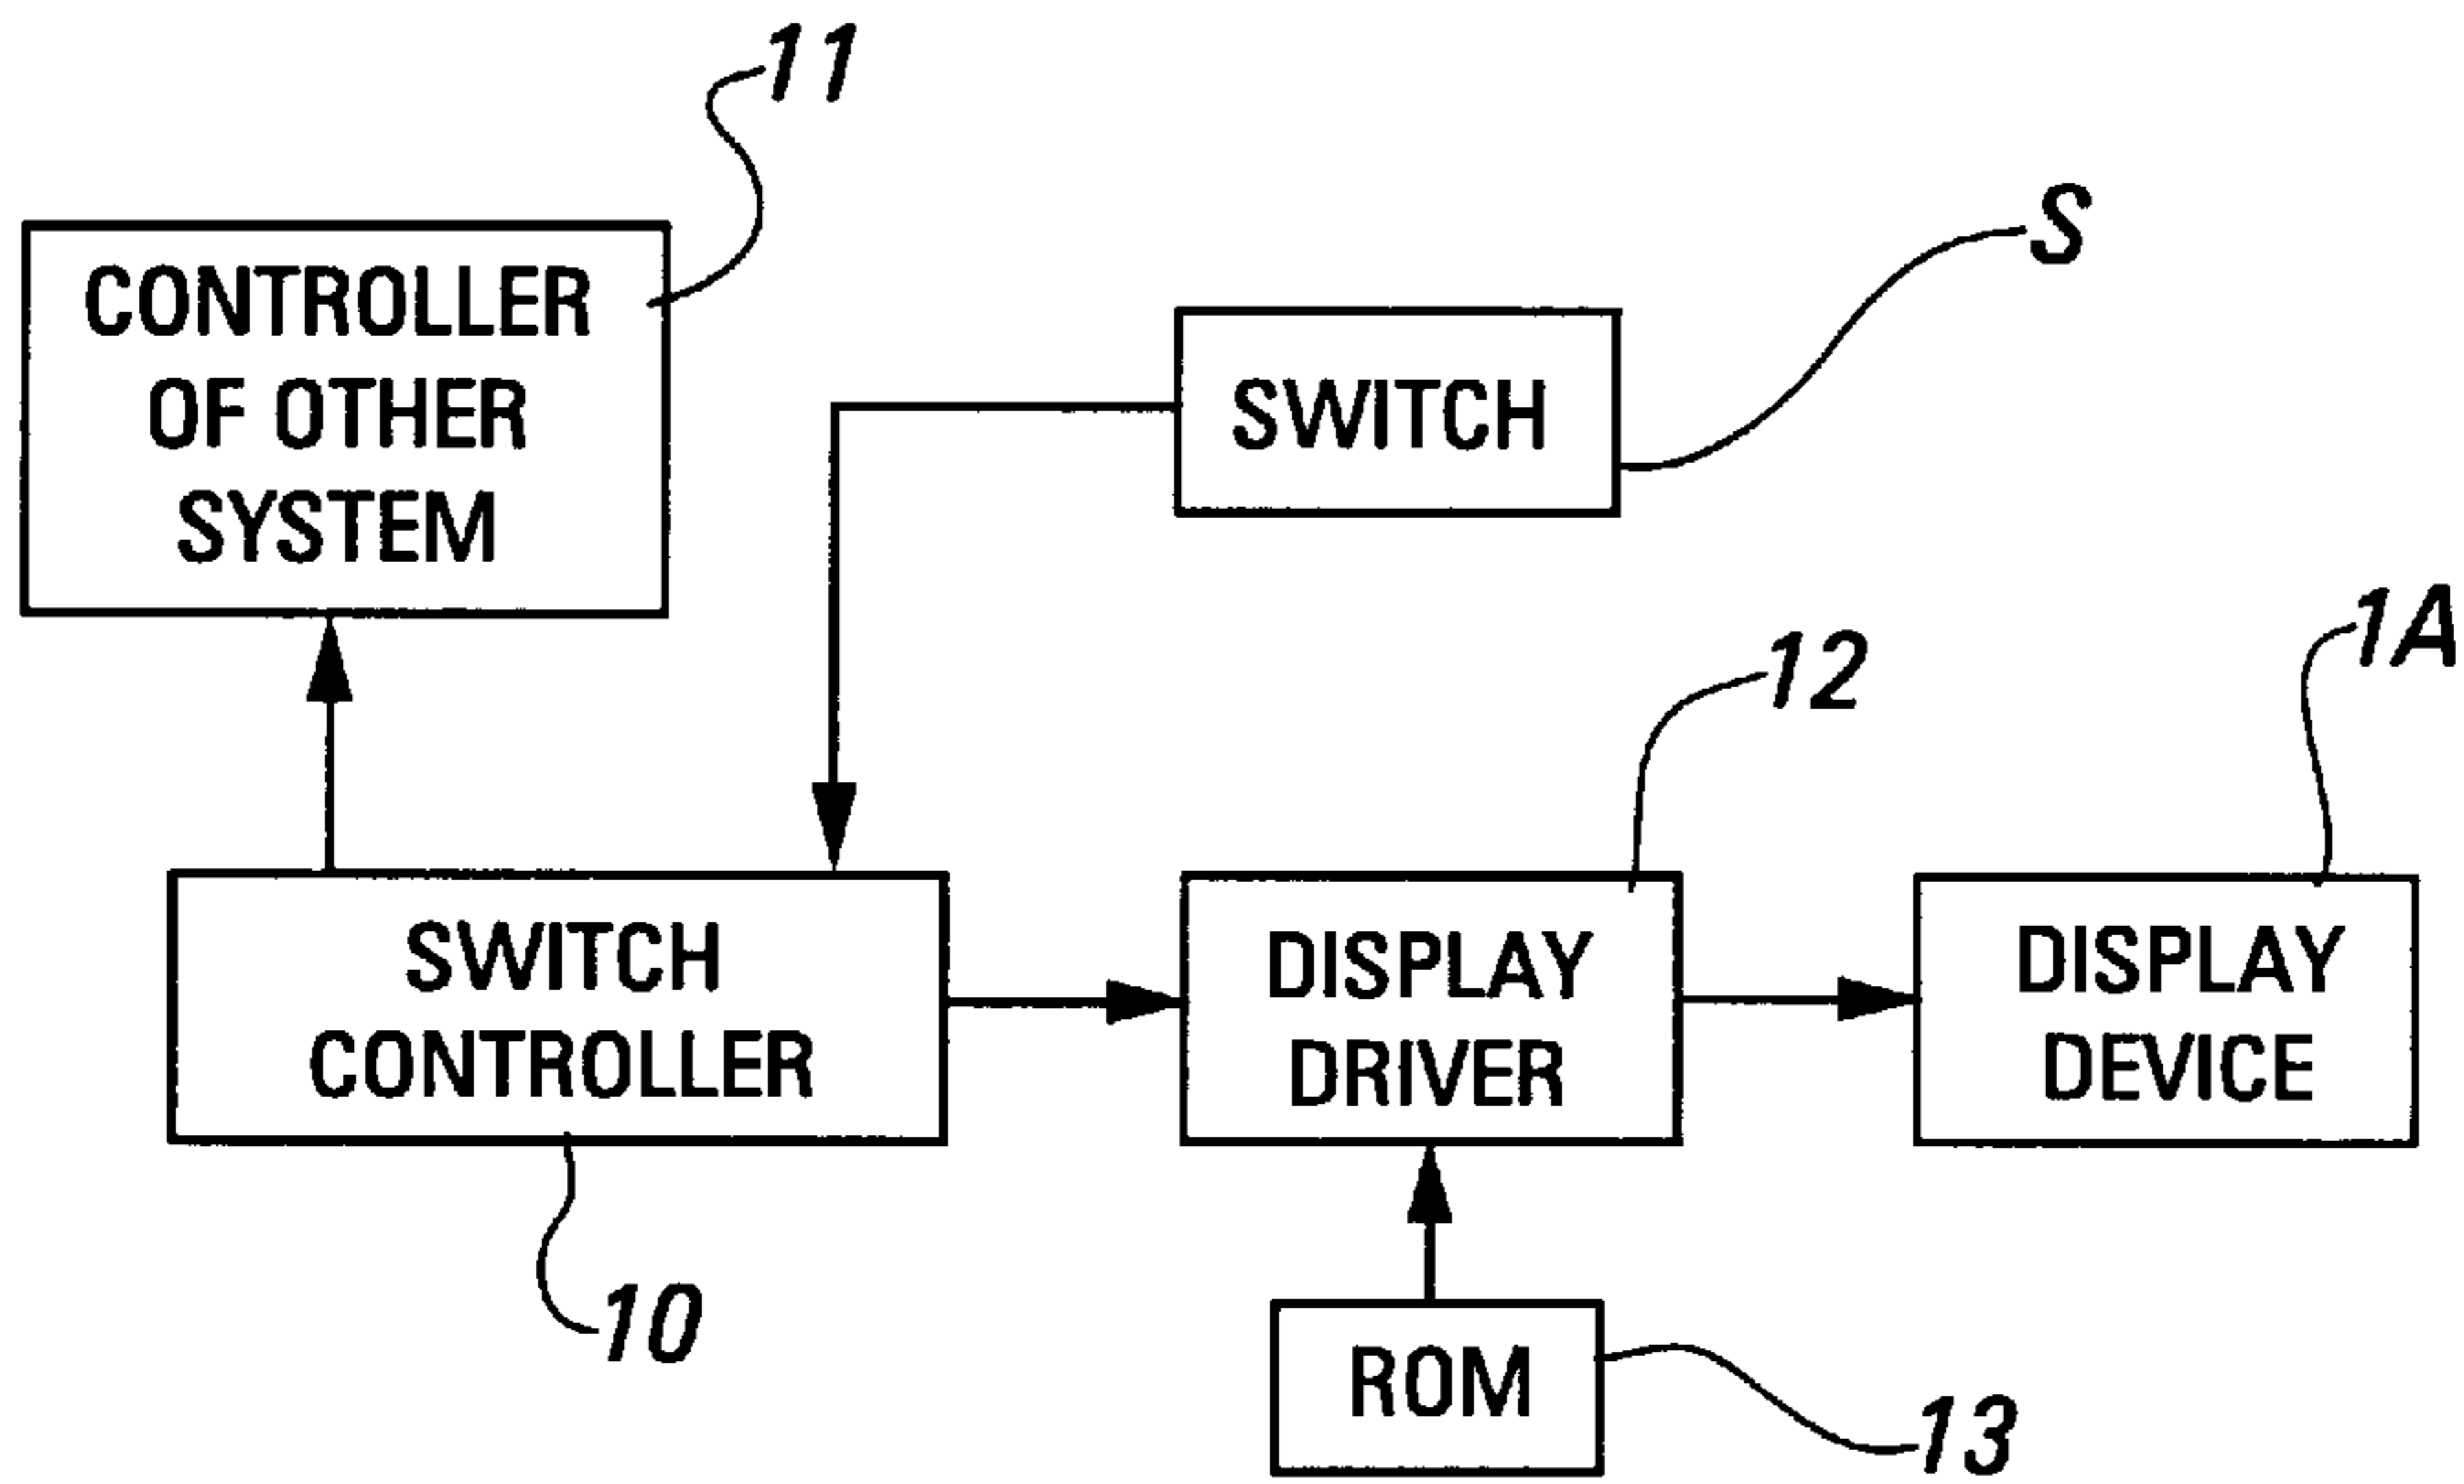 11
CONTROLLER
OF OTHER
SYSTEM
S
SWITCH
12
1A
SWITCH
CONTROLLER
DISPLAY
DRIVER
DISPLAY
DEVICE
10
ROM
13